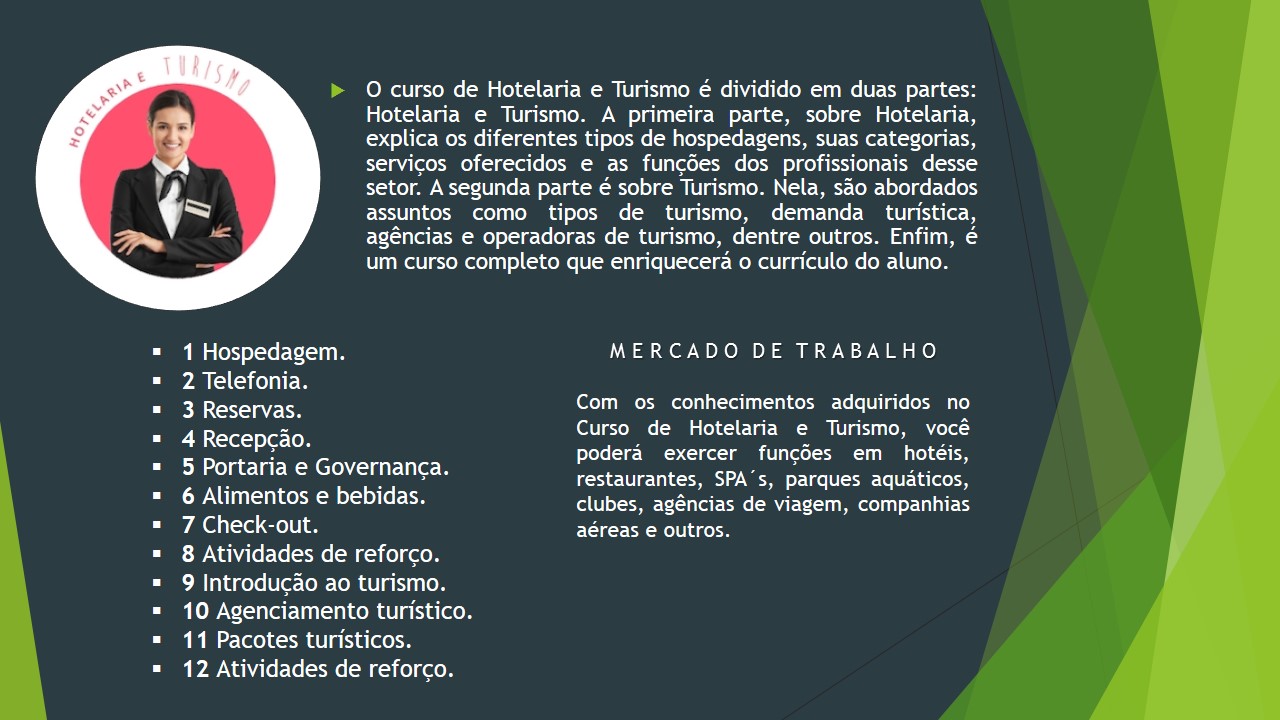 HOTELARIA E TURISMO
O curso de Hotelaria e Turismo é dividido em duas partes:
Hotelaria e Turismo. A primeira parte, sobre Hotelaria,
explica os diferentes tipos de hospedagens, suas categorias,
serviços oferecidos e as funções dos profissionais desse
setor. A segunda parte é sobre Turismo. Nela, são abordados
assuntos como tipos de turismo, demanda turística,
agências e operadoras de turismo, dentre outros. Enfim, é
um curso completo que enriquecerá o currículo do aluno.
1 Hospedagem.
2 Telefonia.
3 Reservas.
4 Recepção.
5 Portaria e Governança.
6 Alimentos e bebidas.
7 Check-out.
8 Atividades de reforço.
9 Introdução ao turismo.
10 Agenciamento turístico.
11 Pacotes turísticos.
12 Atividades de reforço.
MERCADO DE TRABALHO
Com os conhecimentos adquiridos no
Curso de Hotelaria e Turismo, você
poderá exercer funções em hotéis,
restaurantes, SPA´s, parques aquáticos,
clubes, agências de viagem, companhias
aéreas e outros.